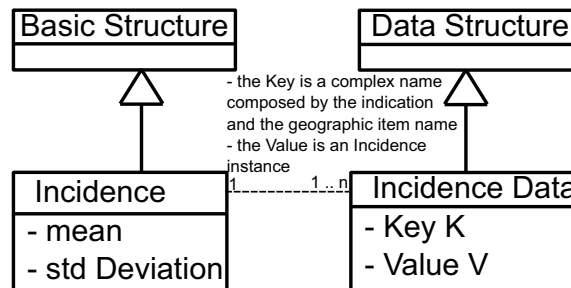 Basic Structure
Data Structure
- the Key is a complex name
composed by the indication
and the geographic item name
- the Value is an Incidence
instance
1
1 .. n
Incidence
- mean
- std Deviation
Incidence Data
- Key K
- Value V